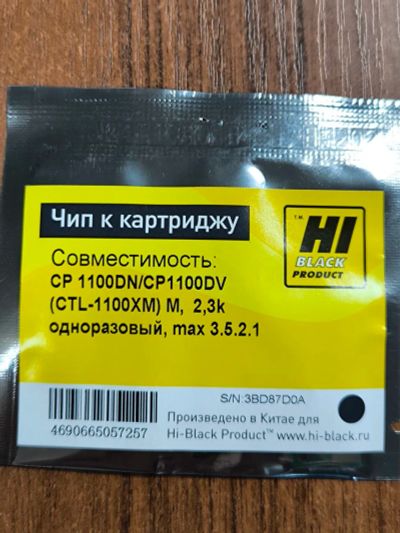 Чип к картриджу
T.M.
HI
BLACK
PRODUCT
Совместимость:
CP 1100DN/CP1100DV
(CTL-1100XM) M, 2,3k
одноразовый, max 3.5.2.1
S/N:3BD87D0A
Произведено в Китае для
Hi-Black Product™ www.hi-black.ru
4690665057257